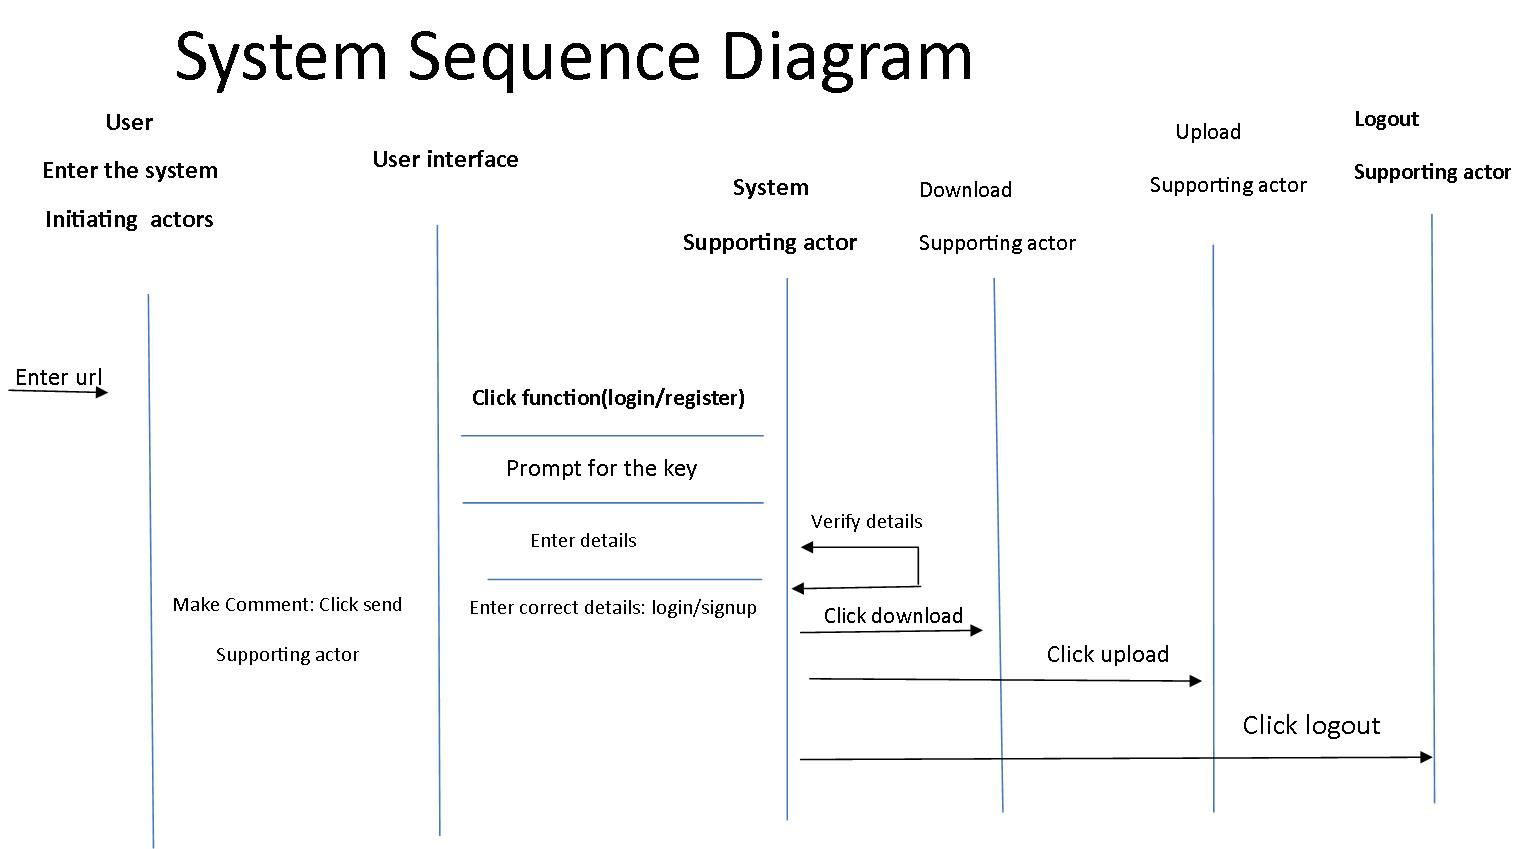 System Sequence Diagram
User
Enter the system
Initiating actors
User interface
System
Supporting actor
Download
Supporting actor
Upload
Supporting actor
Logout
Supporting actor
Enter url
Click function(login/register)
Prompt for the key
Enter details
Verify details
Make Comment: Click send
Supporting actor
Enter correct details: login/signup
Click download
Click upload
Click logout